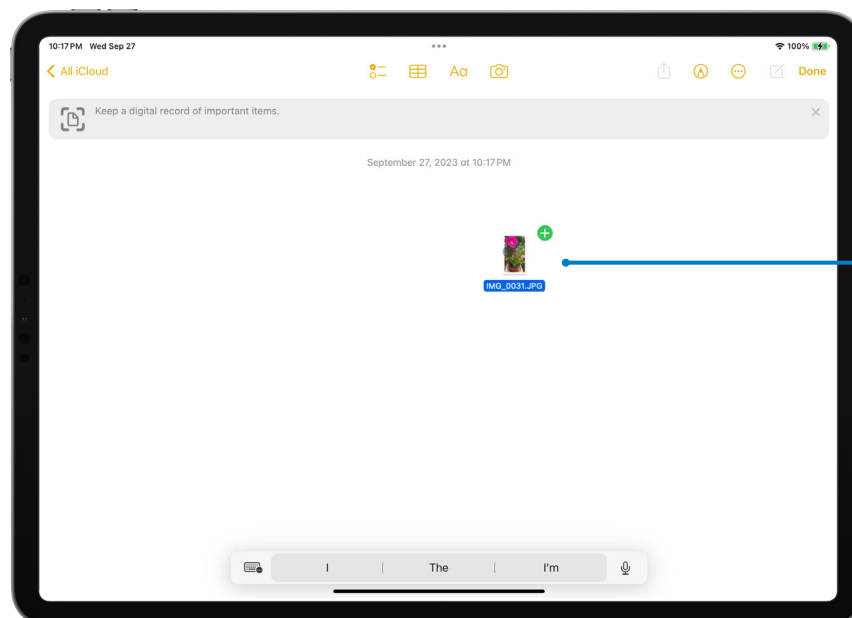 10:17 PM Wed Sep 27
100%
All iCloud
Aa
Done
Keep a digital record of important items.
September 27, 2023 at 10:17 PM
IMG_0031.JPG
I
The
I'm